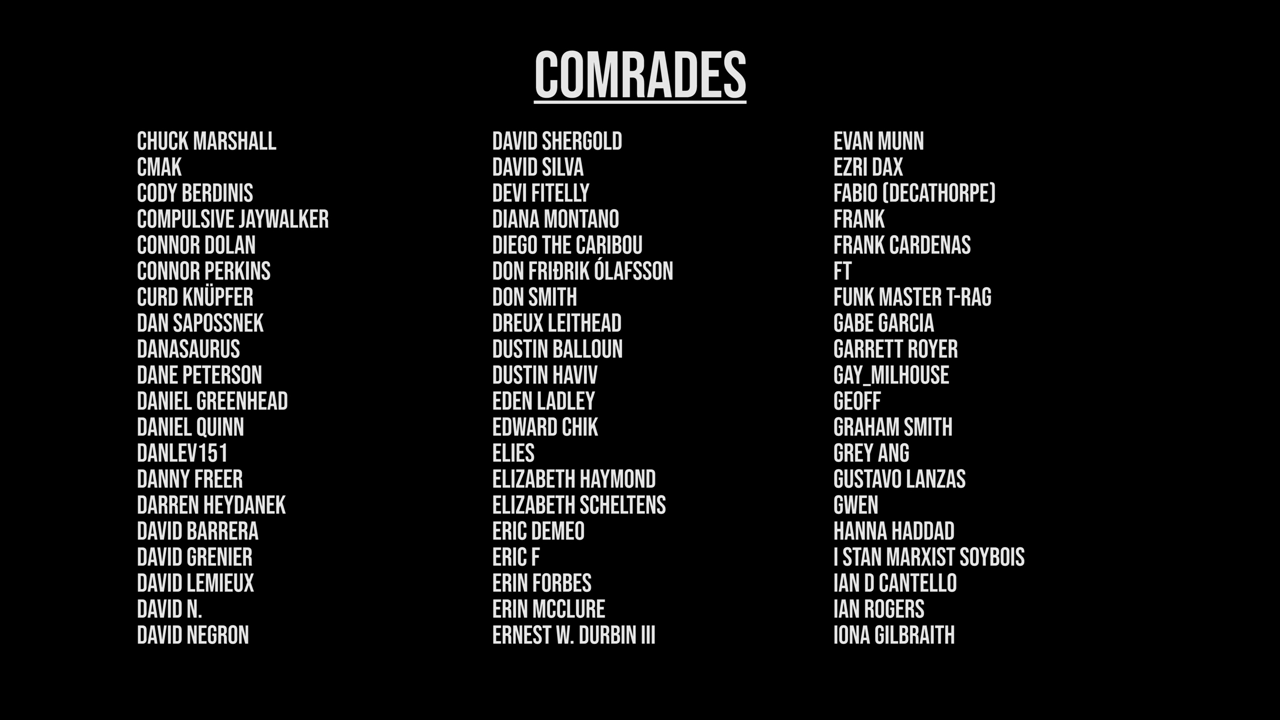 COMRADES
CHUCK MARSHALL
CMAK
CODY BERDINIS
COMPULSIVE JAYWALKER
CONNOR DOLAN
CONNOR PERKINS
CURD KNÜPFER
DAN SAPOSSNEK
DANASAURUS
DANE PETERSON
DANIEL GREENHEAD
DANIEL QUINN
DANLEV151
DANNY FREER
DARREN HEYDANEK
DAVID BARRERA
DAVID GRENIER
DAVID LEMIEUX
DAVID N.
DAVID NEGRON
DAVID SHERGOLD
DAVID SILVA
DEVI FITELLY
DIANA MONTANO
DIEGO THE CARIBOU
DON FRIÐRIK ÓLAFSSON
DON SMITH
DREUX LEITHEAD
DUSTIN BALLOUN
DUSTIN HAVIV
EDEN LADLEY
EDWARD CHIK
ELIES
ELIZABETH HAYMOND
ELIZABETH SCHELTENS
ERIC DEMEO
ERIC F
ERIN FORBES
ERIN MCCLURE
ERNEST W. DURBIN III
EVAN MUNN
EZRI DAX
FABIO (DECATHORPE)
FRANK
FRANK CARDENAS
FT
FUNK MASTER T-RAG
GABE GARCIA
GARRETT ROYER
GAY_MILHOUSE
GEOFF
GRAHAM SMITH
GREY ANG
GUSTAVO LANZAS
GWEN
HANNA HADDAD
I STAN MARXIST SOYBOIS
IAN D CANTELLO
IAN ROGERS
IONA GILBRAITH